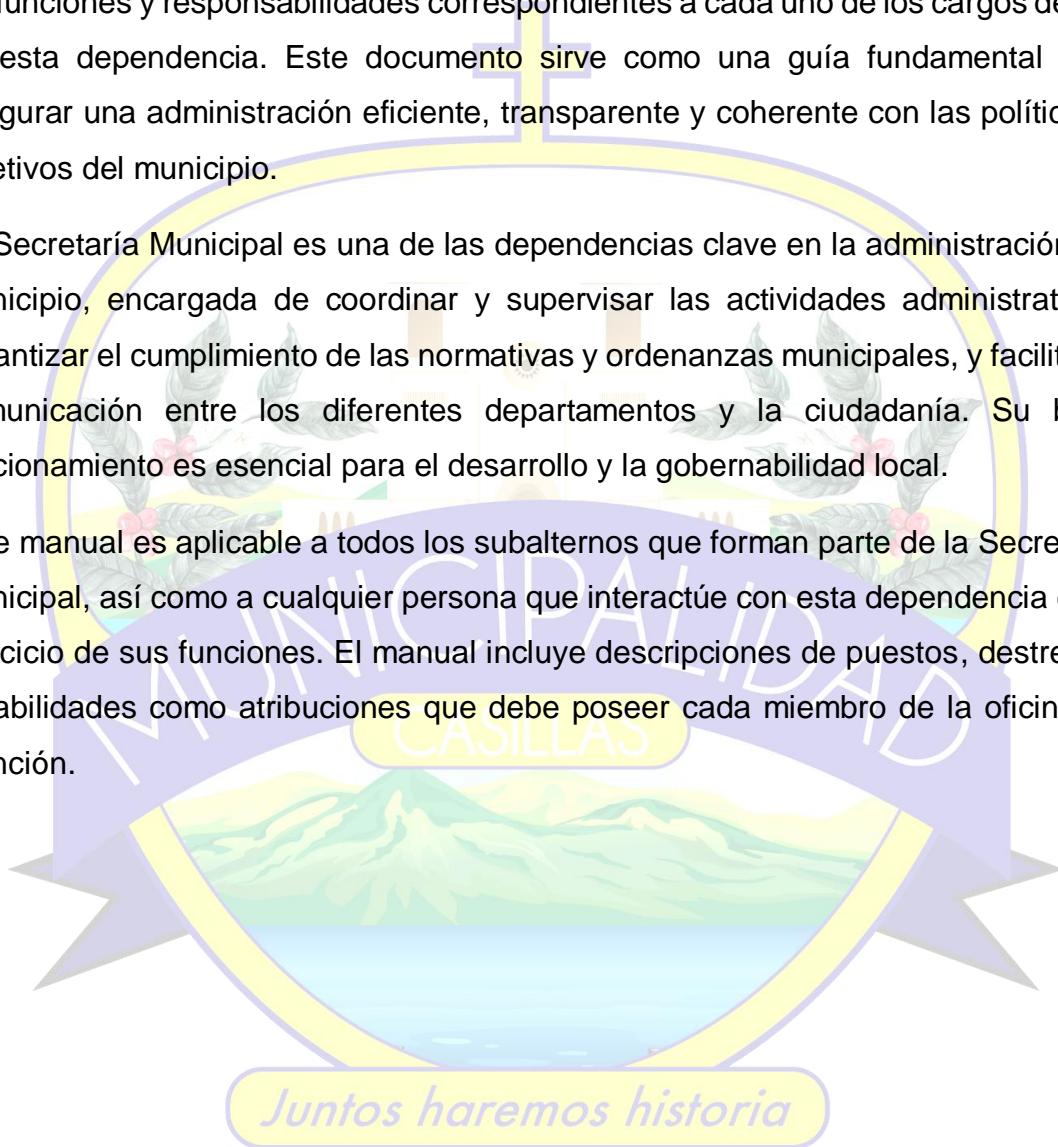 funciones y responsabilidades correspondientes a cada uno de los cargos de
esta dependencia. Este documento sirve como una guía fundamental
gurar una administración eficiente, transparente y coherente con las polític
etivos del municipio.
Secretaría Municipal es una de las dependencias clave en la administración
nicipio, encargada de coordinar y supervisar las actividades administrat
antizar el cumplimiento de las normativas y ordenanzas municipales, y facilit
municación entre los diferentes departamentos y la ciudadanía. Su b
cionamiento es esencial para el desarrollo y la gobernabilidad local.
e manual es aplicable a todos los subalternos que forman parte de la Secre
nicipal, así como a cualquier persona que interactúe con esta dependencia
cicio de sus funciones. El manual incluye descripciones de puestos, destre
abilidades como atribuciones que debe poseer cada miembro de la oficin
nción.
MUNICIPALIDAD
CASILLAS
Juntos haremos historia